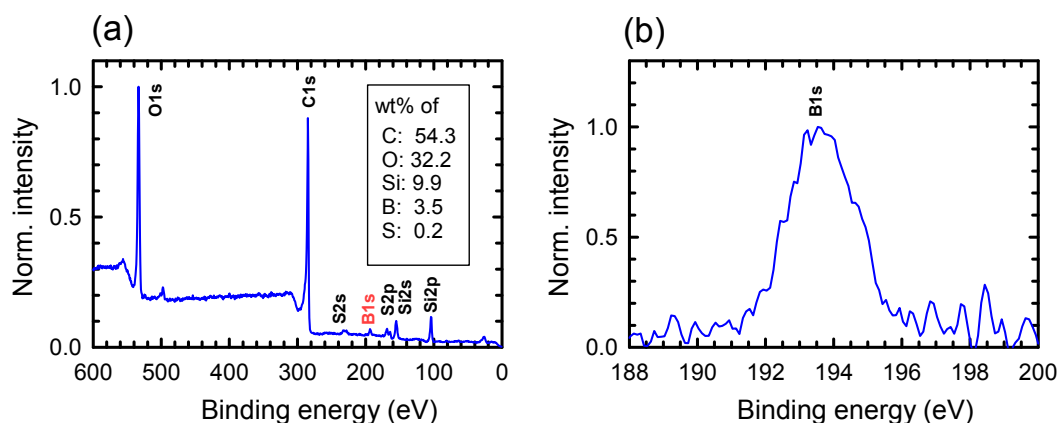 (a)
(b)
Norm. intensity
1.0
0.5
0.0
O1s
C1s
S2s
B1s
S2p
Si2s
Si2p
wt% of
C: 54.3
O: 32.2
Si: 9.9
B: 3.5
S: 0.2
600 500 400 300 200 100 0
Binding energy (eV)
Norm. intensity
1.0
0.5
0.0
B1s
188 190 192 194 196 198 200
Binding energy (eV)